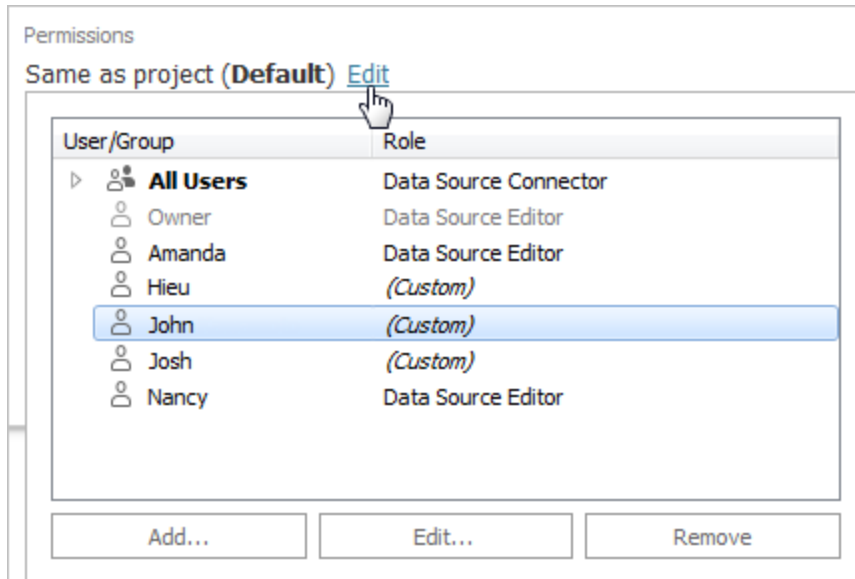 Permissions
Same as project (Default) Edit
User/Group Role
All Users Data Source Connector
Owner Data Source Editor
Amanda Data Source Editor
Hieu (Custom)
John (Custom)
Josh (Custom)
Nancy Data Source Editor
Add... Edit... Remove